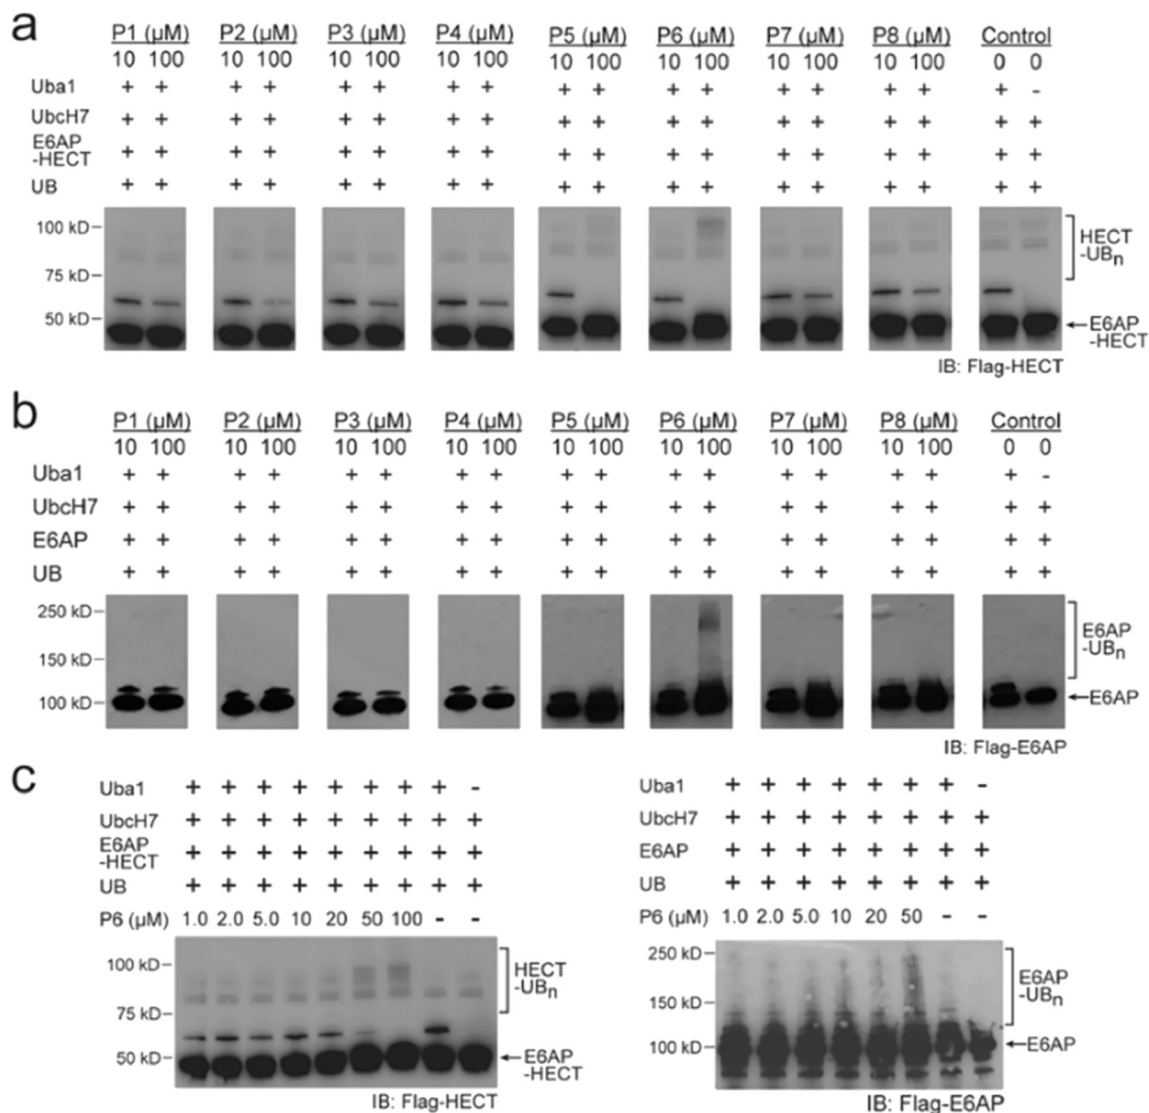 a
P1 (µM) P2 (µM) P3 (µM) P4 (µM) P5 (µM) P6 (µM) P7 (µM) P8 (µM) Control
10 100 10 100 10 100 10 100 10 100 10 100 10 100 10 100 0 0
Uba1 + + + + + + + + + + + + + + + + + -
UbcH7 + + + + + + + + + + + + + + + + + +
E6AP
-HECT + + + + + + + + + + + + + + + + + +
UB + + + + + + + + + + + + + + + + + +
100 kD
75 kD
50 kD
HECT
-UBn
E6AP
-HECT
IB: Flag-HECT
b
P1 (µM) P2 (µM) P3 (µM) P4 (µM) P5 (µM) P6 (µM) P7 (µM) P8 (µM) Control
10 100 10 100 10 100 10 100 10 100 10 100 10 100 10 100 0 0
Uba1 + + + + + + + + + + + + + + + + + -
UbcH7 + + + + + + + + + + + + + + + + + +
E6AP + + + + + + + + + + + + + + + + + +
UB + + + + + + + + + + + + + + + + + +
250 kD
150 kD
100 kD
E6AP
-UBn
E6AP
IB: Flag-E6AP
c
Uba1 + + + + + + + + -
UbcH7 + + + + + + + + +
E6AP
-HECT + + + + + + + + +
UB + + + + + + + + +
P6 (µM) 1.0 2.0 5.0 10 20 50 100 - -
100 kD
75 kD
50 kD
HECT
-UBn
E6AP
-HECT
IB: Flag-HECT
Uba1 + + + + + + + -
UbcH7 + + + + + + + +
E6AP + + + + + + + +
UB + + + + + + + +
P6 (µM) 1.0 2.0 5.0 10 20 50 - -
250 kD
150 kD
100 kD
E6AP
-UBn
E6AP
IB: Flag-E6AP